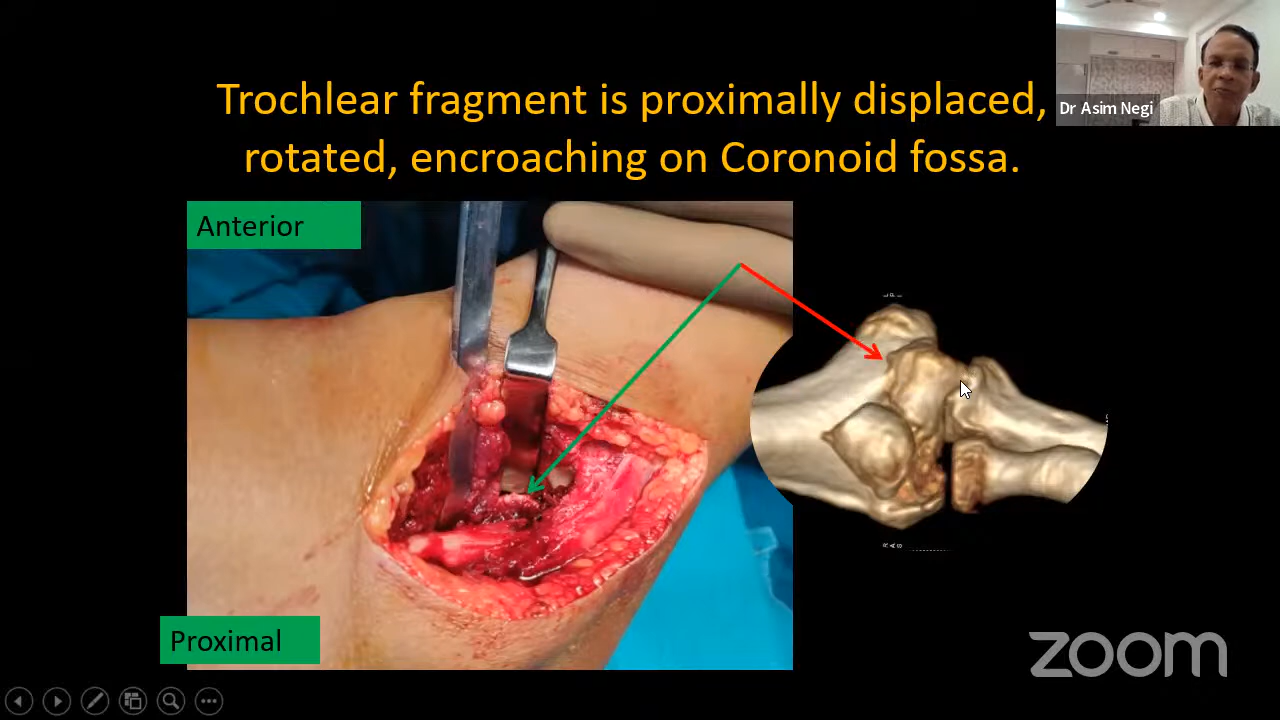 Dr Asim Negi
Trochlear fragment is proximally displaced,
rotated, encroaching on Coronoid fossa.
Anterior
Proximal
zoom